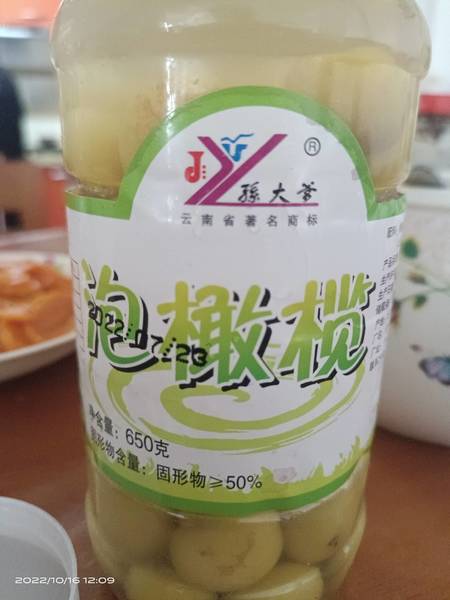 ®
孫大爷
云南省著名商标
泡橄榄
2022:07:23
净含量：650克
固形物含量：固形物≥50%
2022/10/16 12:09